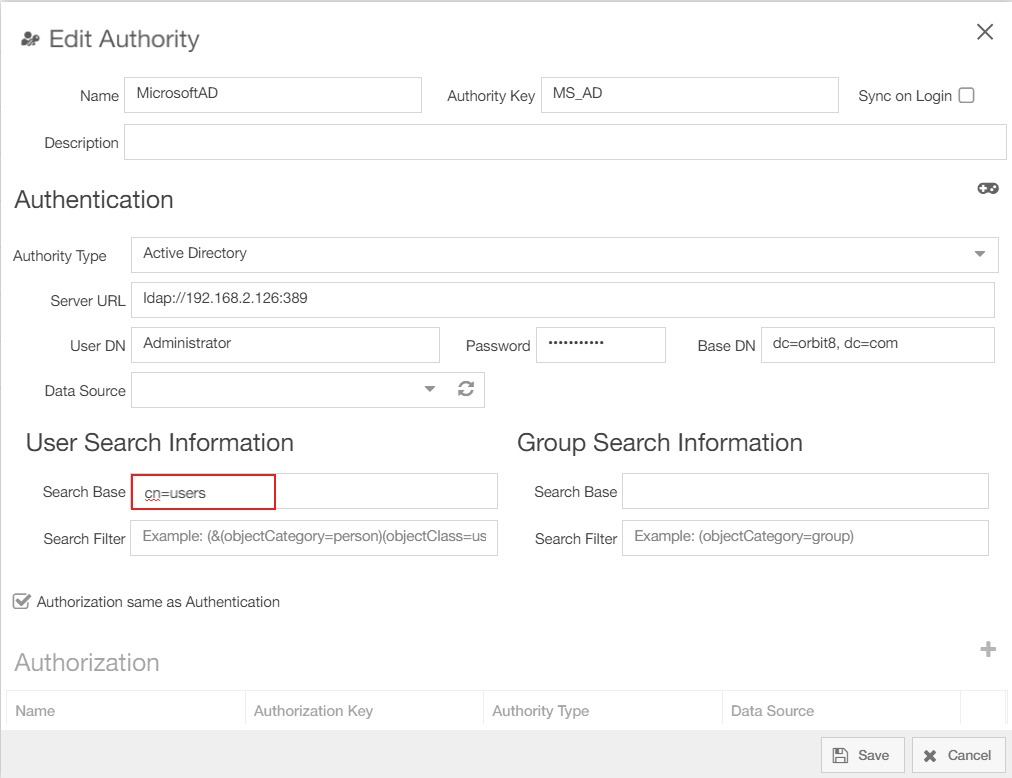 Edit Authority
Name MicrosoftAD Authority Key MS_AD Sync on Login
Description
Authentication
Authority Type Active Directory
Server URL ldap://192.168.2.126:389
User DN Administrator Password ••••••••••• Base DN dc=orbit8, dc=com
Data Source
User Search Information Group Search Information
Search Base cn=users Search Base
Search Filter Example: (&(objectCategory=person)(objectClass=us Search Filter Example: (objectCategory=group)
Authorization same as Authentication
Authorization
Name Authorization Key Authority Type Data Source
Save Cancel